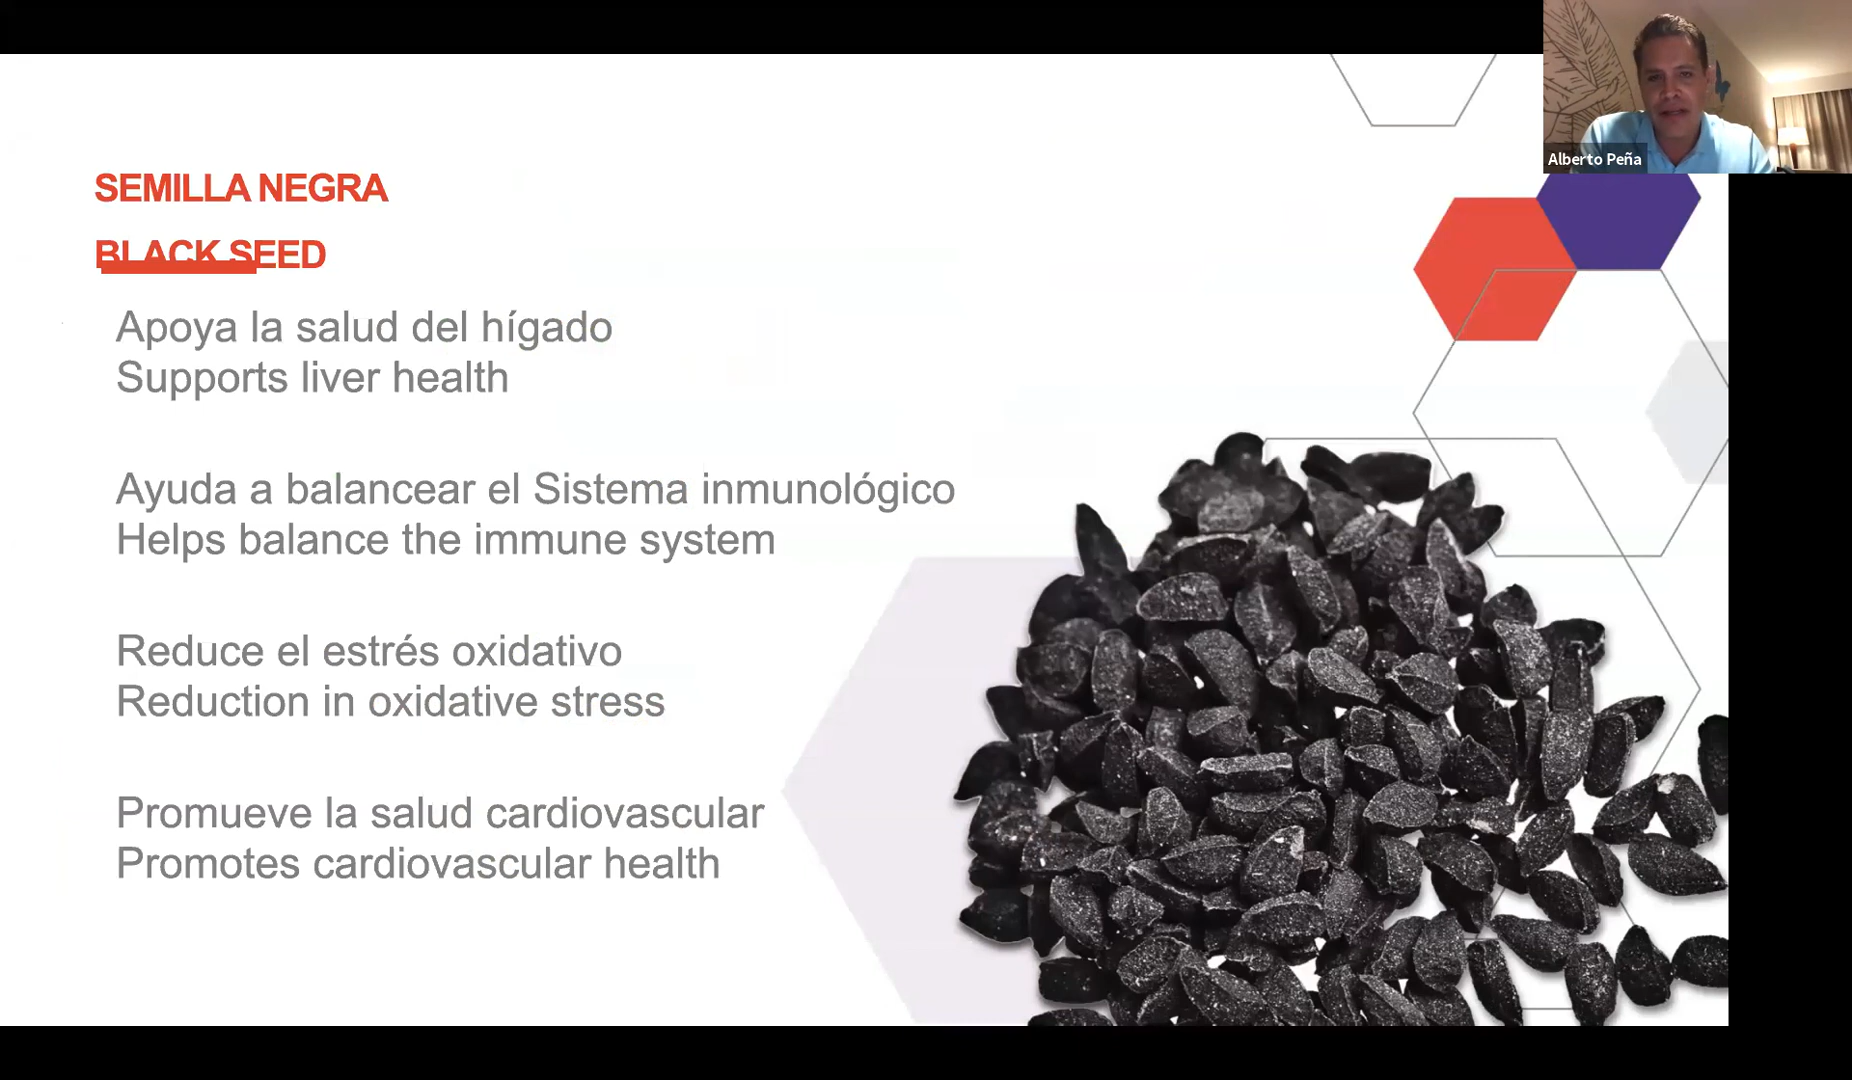 SEMILLA NEGRA
BLACK SEED
Apoya la salud del hígado
Supports liver health
Ayuda a balancear el Sistema inmunológico
Helps balance the immune system
Reduce el estrés oxidativo
Reduction in oxidative stress
Promueve la salud cardiovascular
Promotes cardiovascular health
Alberto Peña